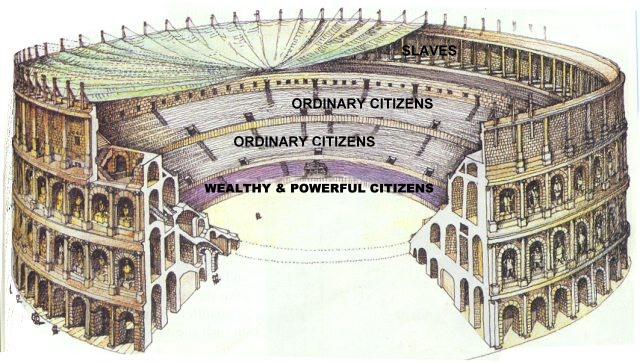 SLAVES
ORDINARY CITIZENS
ORDINARY CITIZENS
WEALTHY & POWERFUL CITIZENS